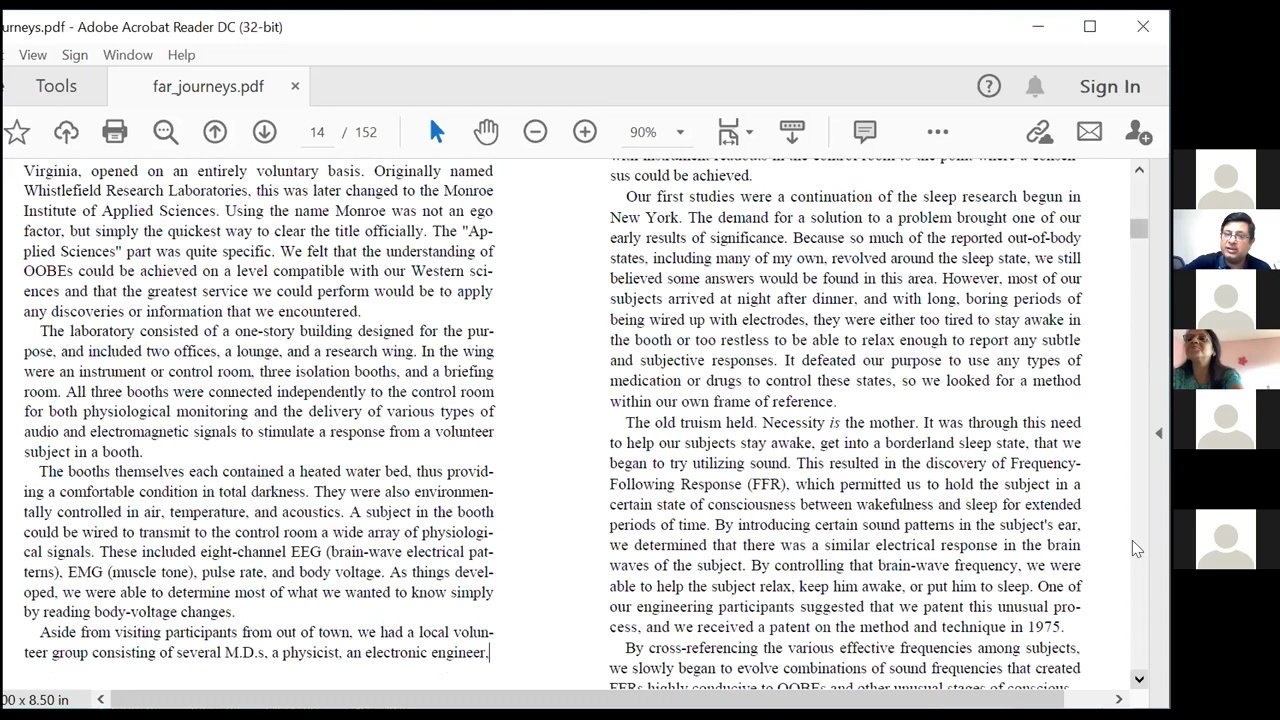 urneys.pdf - Adobe Acrobat Reader DC (32-bit)
View Sign Window Help
Tools far_journeys.pdf × Sign In
14 / 152 90%
Virginia, opened on an entirely voluntary basis. Originally named
Whistlefield Research Laboratories, this was later changed to the Monroe
Institute of Applied Sciences. Using the name Monroe was not an ego
factor, but simply the quickest way to clear the title officially. The "Ap-
plied Sciences" part was quite specific. We felt that the understanding of
OOBEs could be achieved on a level compatible with our Western sci-
ences and that the greatest service we could perform would be to apply
any discoveries or information that we encountered.
The laboratory consisted of a one-story building designed for the pur-
pose, and included two offices, a lounge, and a research wing. In the wing
were an instrument or control room, three isolation booths, and a briefing
room. All three booths were connected independently to the control room
for both physiological monitoring and the delivery of various types of
audio and electromagnetic signals to stimulate a response from a volunteer
subject in a booth.
The booths themselves each contained a heated water bed, thus provid-
ing a comfortable condition in total darkness. They were also environmen-
tally controlled in air, temperature, and acoustics. A subject in the booth
could be wired to transmit to the control room a wide array of physiologi-
cal signals. These included eight-channel EEG (brain-wave electrical pat-
terns), EMG (muscle tone), pulse rate, and body voltage. As things devel-
oped, we were able to determine most of what we wanted to know simply
by reading body-voltage changes.
Aside from visiting participants from out of town, we had a local volun-
teer group consisting of several M.D.s, a physicist, an electronic engineer,
sus could be achieved.
Our first studies were a continuation of the sleep research begun in
New York. The demand for a solution to a problem brought one of our
early results of significance. Because so much of the reported out-of-body
states, including many of my own, revolved around the sleep state, we still
believed some answers would be found in this area. However, most of our
subjects arrived at night after dinner, and with long, boring periods of
being wired up with electrodes, they were either too tired to stay awake in
the booth or too restless to be able to relax enough to report any subtle
and subjective responses. It defeated our purpose to use any types of
medication or drugs to control these states, so we looked for a method
within our own frame of reference.
The old truism held. Necessity is the mother. It was through this need
to help our subjects stay awake, get into a borderland sleep state, that we
began to try utilizing sound. This resulted in the discovery of Frequency-
Following Response (FFR), which permitted us to hold the subject in a
certain state of consciousness between wakefulness and sleep for extended
periods of time. By introducing certain sound patterns in the subject's ear,
we determined that there was a similar electrical response in the brain
waves of the subject. By controlling that brain-wave frequency, we were
able to help the subject relax, keep him awake, or put him to sleep. One of
our engineering participants suggested that we patent this unusual pro-
cess, and we received a patent on the method and technique in 1975.
By cross-referencing the various effective frequencies among subjects,
we slowly began to evolve combinations of sound frequencies that created
FFRs highly conducive to OOBEs and other unusual stages of conscious-
00 x 8.50 in